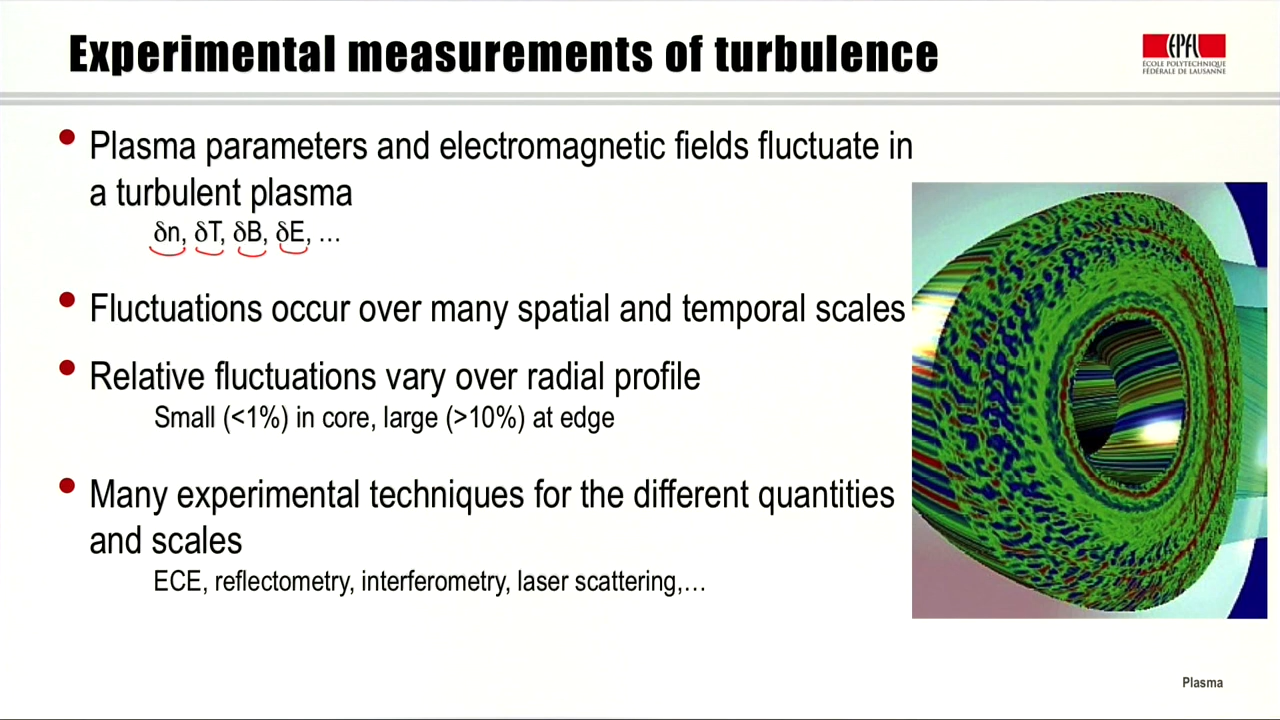 Experimental measurements of turbulence
EPFL
ÉCOLE POLYTECHNIQUE
FÉDÉRALE DE LAUSANNE
• Plasma parameters and electromagnetic fields fluctuate in
a turbulent plasma
δn, δT, δB, δE, …
• Fluctuations occur over many spatial and temporal scales
• Relative fluctuations vary over radial profile
Small (<1%) in core, large (>10%) at edge
• Many experimental techniques for the different quantities
and scales
ECE, reflectometry, interferometry, laser scattering,…
Plasma